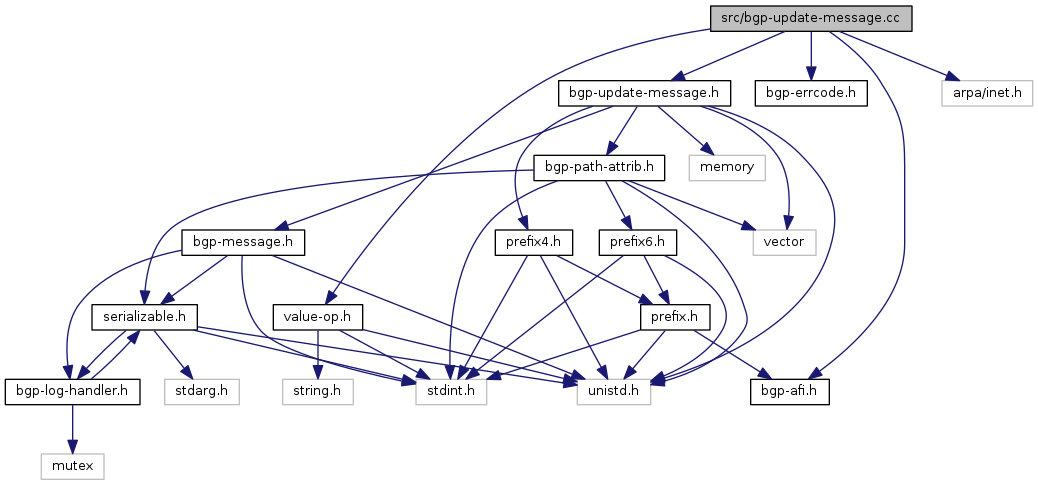 src/bgp-update-message.cc
bgp-update-message.h
bgp-errcode.h
arpa/inet.h
bgp-path-attrib.h
memory
bgp-message.h
prefix4.h
prefix6.h
vector
serializable.h
value-op.h
prefix.h
bgp-log-handler.h
stdarg.h
string.h
stdint.h
unistd.h
bgp-afi.h
mutex